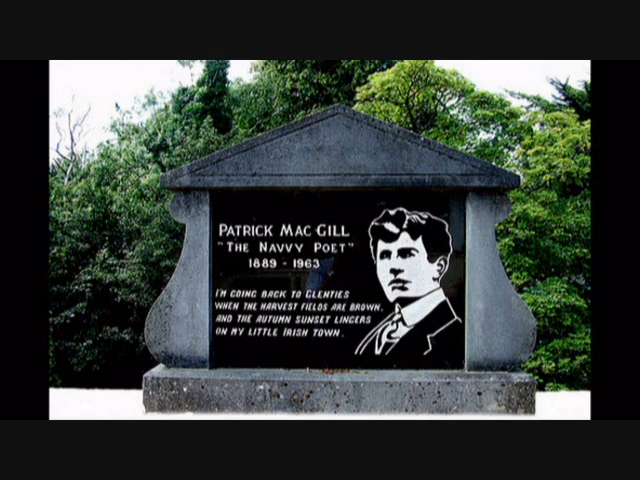 PATRICK MAC GILL
"THE NAVVY POET"
1889 - 1963
I'M GOING BACK TO GLENTIES
WHEN THE HARVEST FIELDS ARE BROWN,
AND THE AUTUMN SUNSET LINGERS
ON MY LITTLE IRISH TOWN.